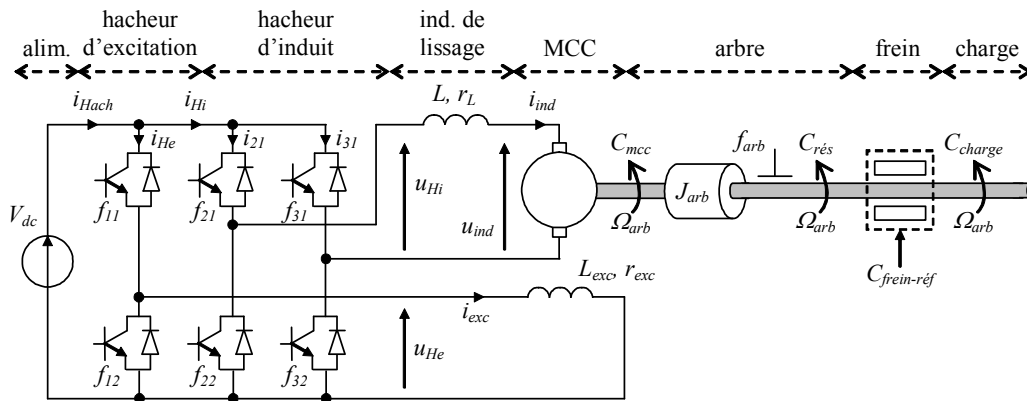 alim.
hacheur d’excitation
hacheur d’induit
ind. de lissage
MCC
arbre
frein
charge
i_Hach
i_Hi
L, r_L
i_ind
i_He
i_21
i_31
f_11
f_21
f_31
V_dc
u_Hi
u_ind
C_mcc
Ω_arb
J_arb
f_arb
C_rés
Ω_arb
C_charge
Ω_arb
C_frein-réf
L_exc, r_exc
i_exc
u_He
f_12
f_22
f_32